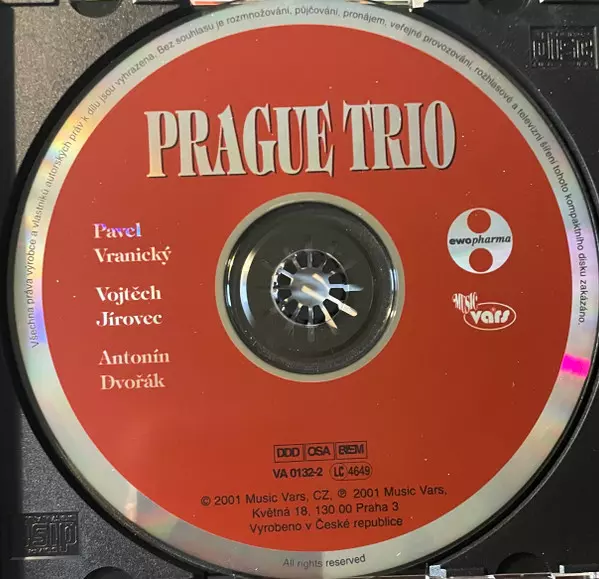 Všechna práva výrobce a vlastníků autorských práv k dílu jsou vyhrazena. Bez souhlasu je rozmnožování, půjčování, pronájem, veřejné provozování, rozhlasové a televizní šíření tohoto kompaktního disku zakázáno.
PRAGUE TRIO
Pavel
Vranický
Vojtěch
Jírovec
Antonín
Dvořák
ewopharma
MUSIC
vars
DDD OSA BIEM
VA 0132-2 LC 4649
© 2001 Music Vars, CZ, ℗ 2001 Music Vars,
Květná 18, 130 00 Praha 3
Vyrobeno v České republice
All rights reserved
disc